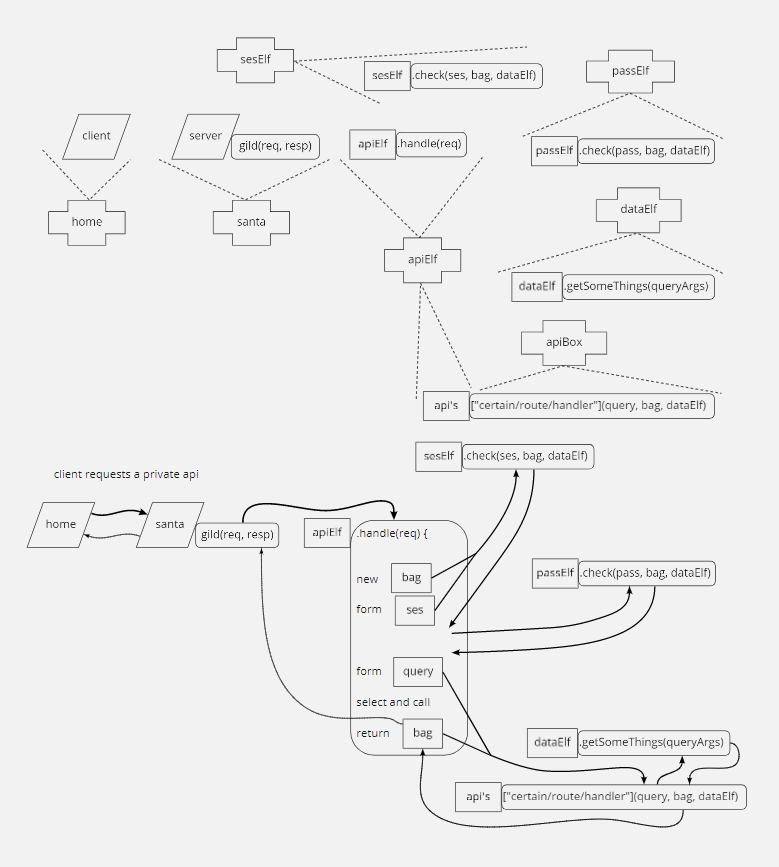 sesElf
sesElf .check(ses, bag, dataElf)
passElf
client
server
gild(req, resp)
apiElf .handle(req)
passElf .check(pass, bag, dataElf)
home
santa
dataElf
apiElf
dataElf .getSomeThings(queryArgs)
apiBox
api's ["certain/route/handler"](query, bag, dataElf)
sesElf .check(ses, bag, dataElf)
client requests a private api
home
santa
gild(req, resp)
apiElf .handle(req) {
new bag
passElf .check(pass, bag, dataElf)
form ses
form query
select and call
return bag
dataElf .getSomeThings(queryArgs)
api's ["certain/route/handler"](query, bag, dataElf)